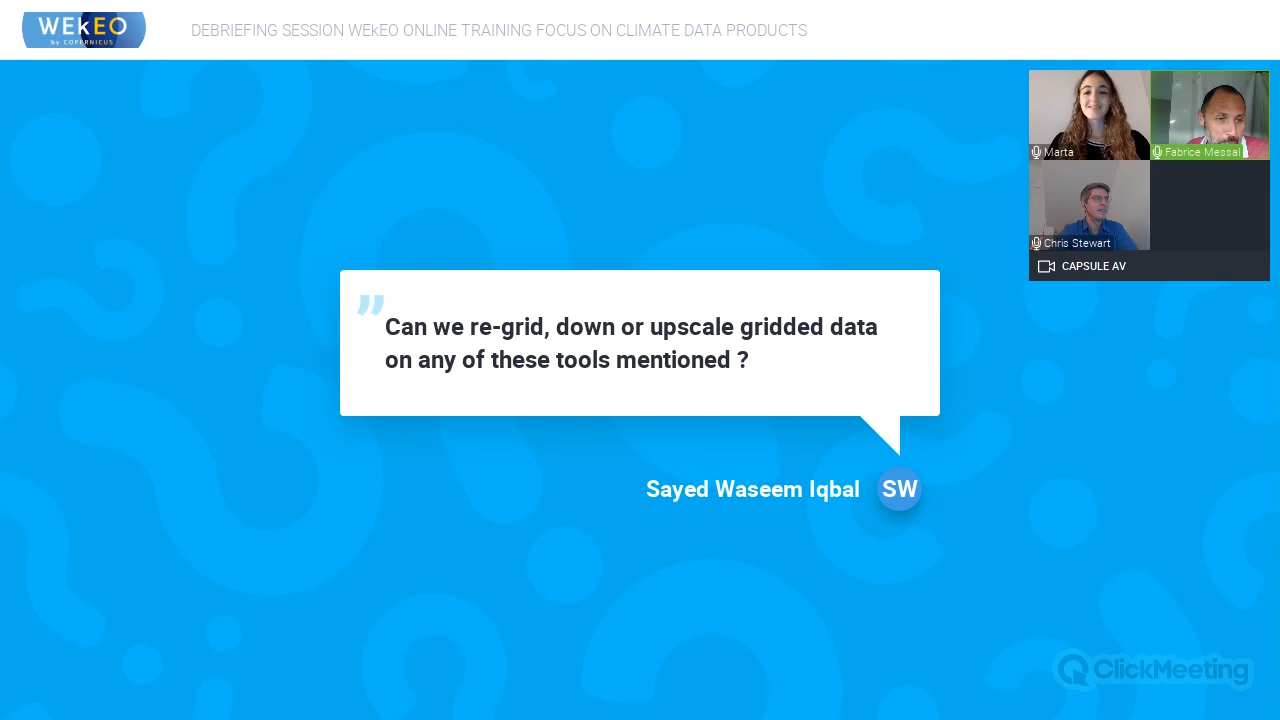 WEkEO
by COPERNICUS
DEBRIEFING SESSION WEkEO ONLINE TRAINING FOCUS ON CLIMATE DATA PRODUCTS
Marta
Fabrice Messal
Chris Stewart
CAPSULE AV
”
Can we re-grid, down or upscale gridded data
on any of these tools mentioned ?
Sayed Waseem Iqbal
SW
ClickMeeting